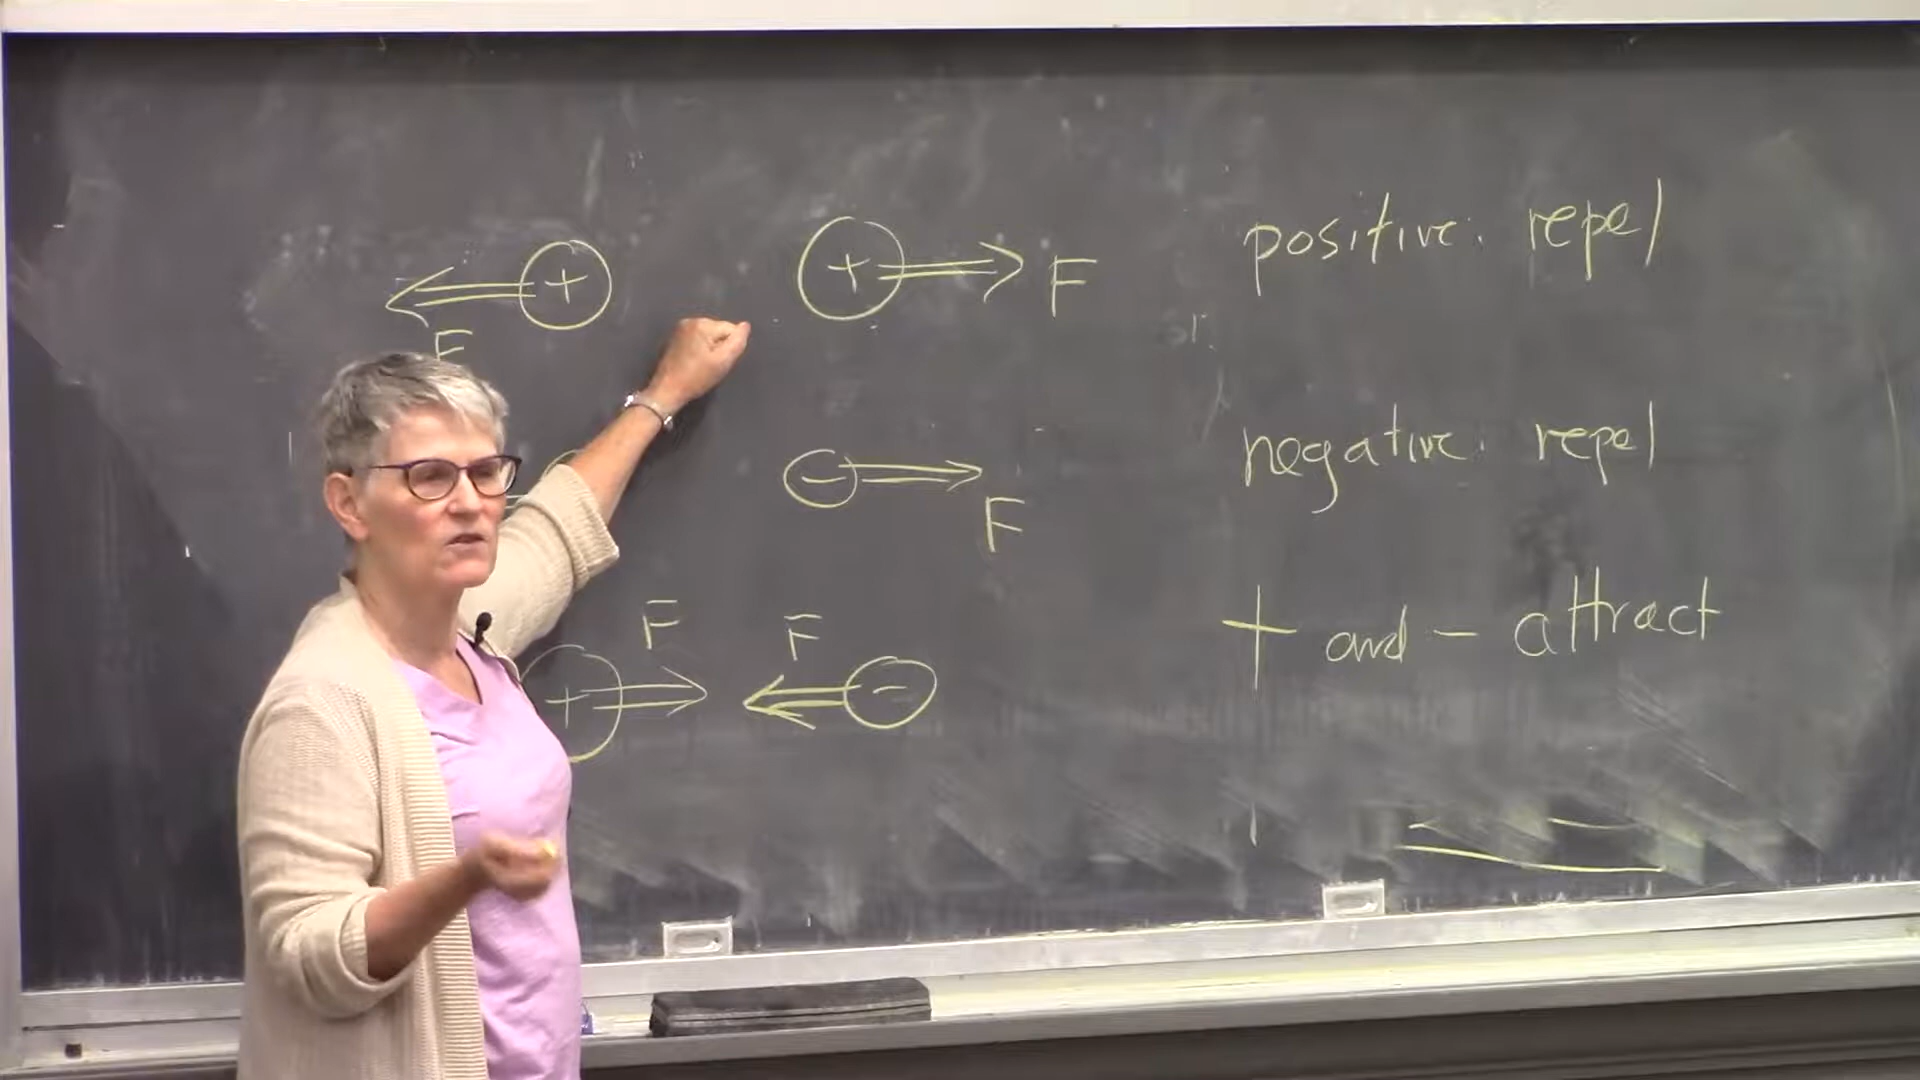 + + F positive: repel
F
- F negative: repel
F F
+ - + and - attract